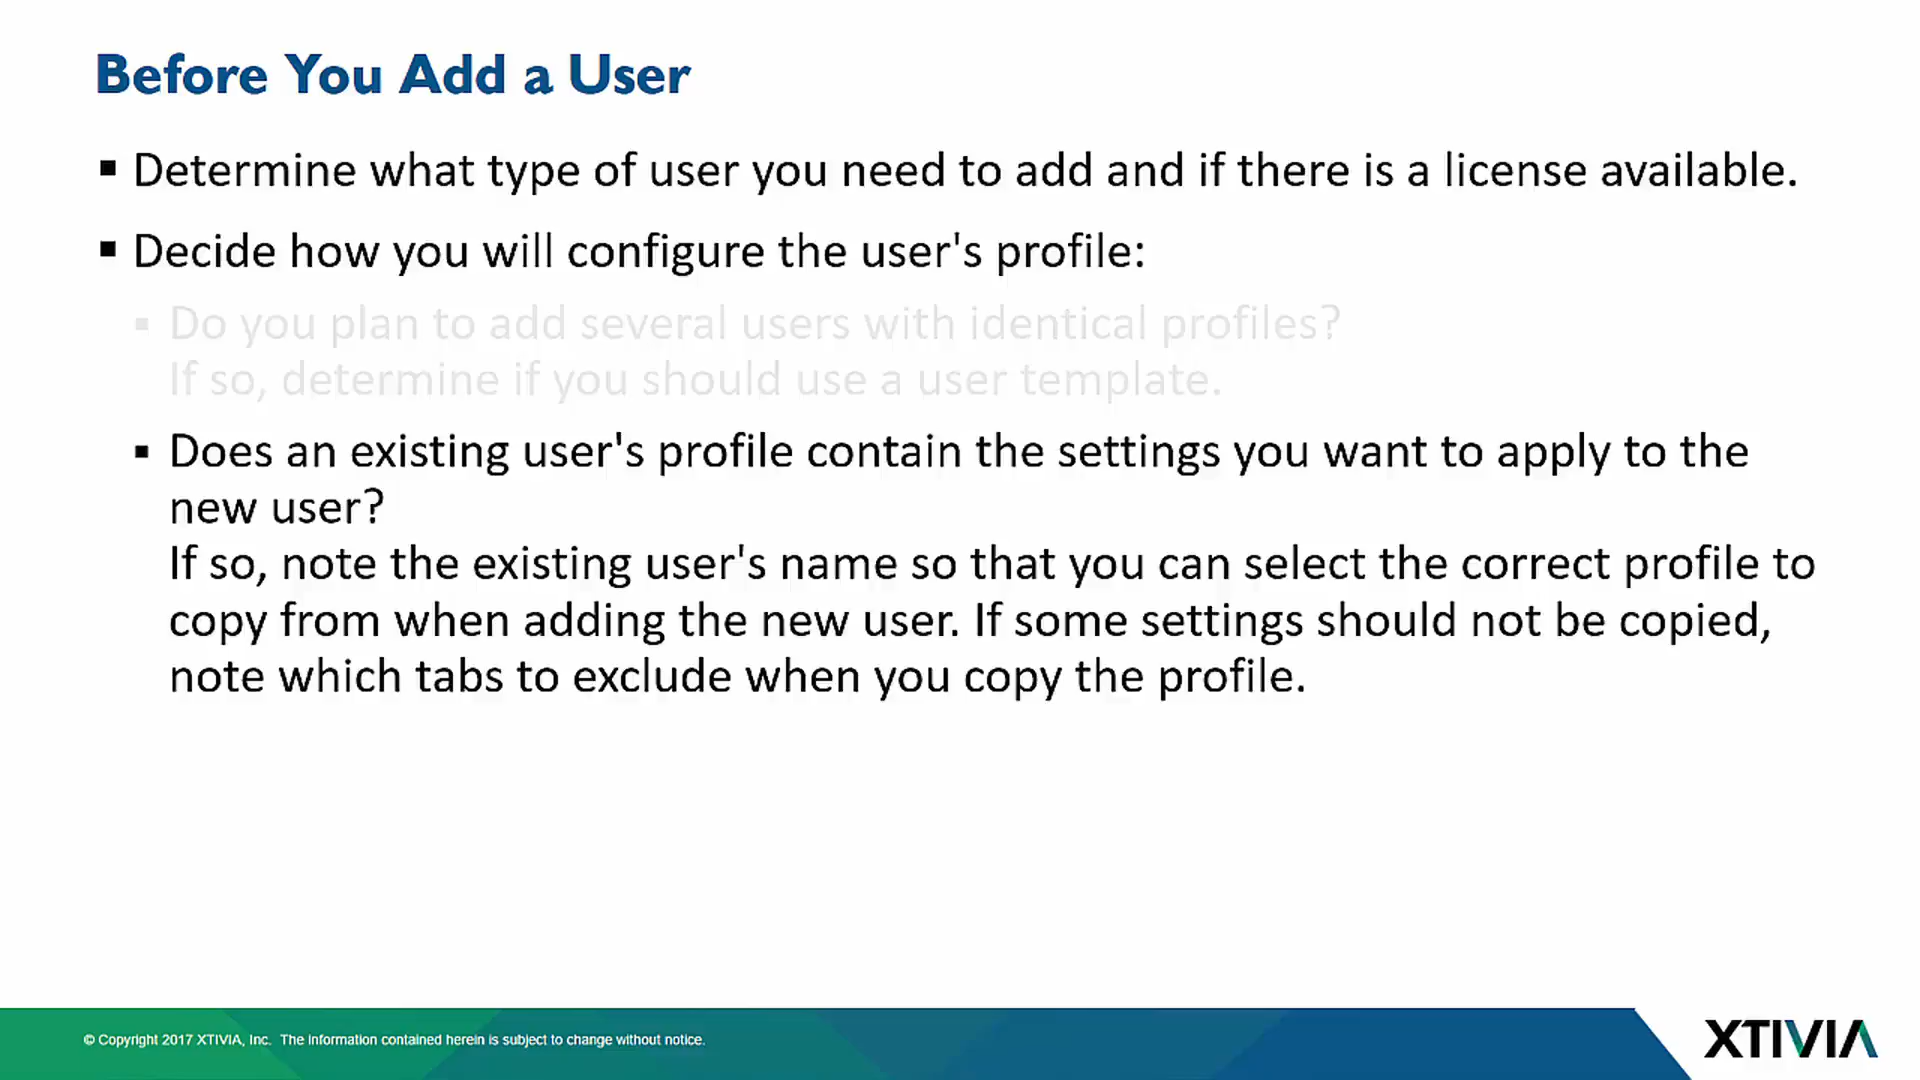 Before You Add a User
▪ Determine what type of user you need to add and if there is a license available.
▪ Decide how you will configure the user's profile:
▪ Do you plan to add several users with identical profiles?
If so, determine if you should use a user template.
▪ Does an existing user's profile contain the settings you want to apply to the
new user?
If so, note the existing user's name so that you can select the correct profile to
copy from when adding the new user. If some settings should not be copied,
note which tabs to exclude when you copy the profile.
© Copyright 2017 XTIVIA, Inc. The information contained herein is subject to change without notice.
XTIVIA